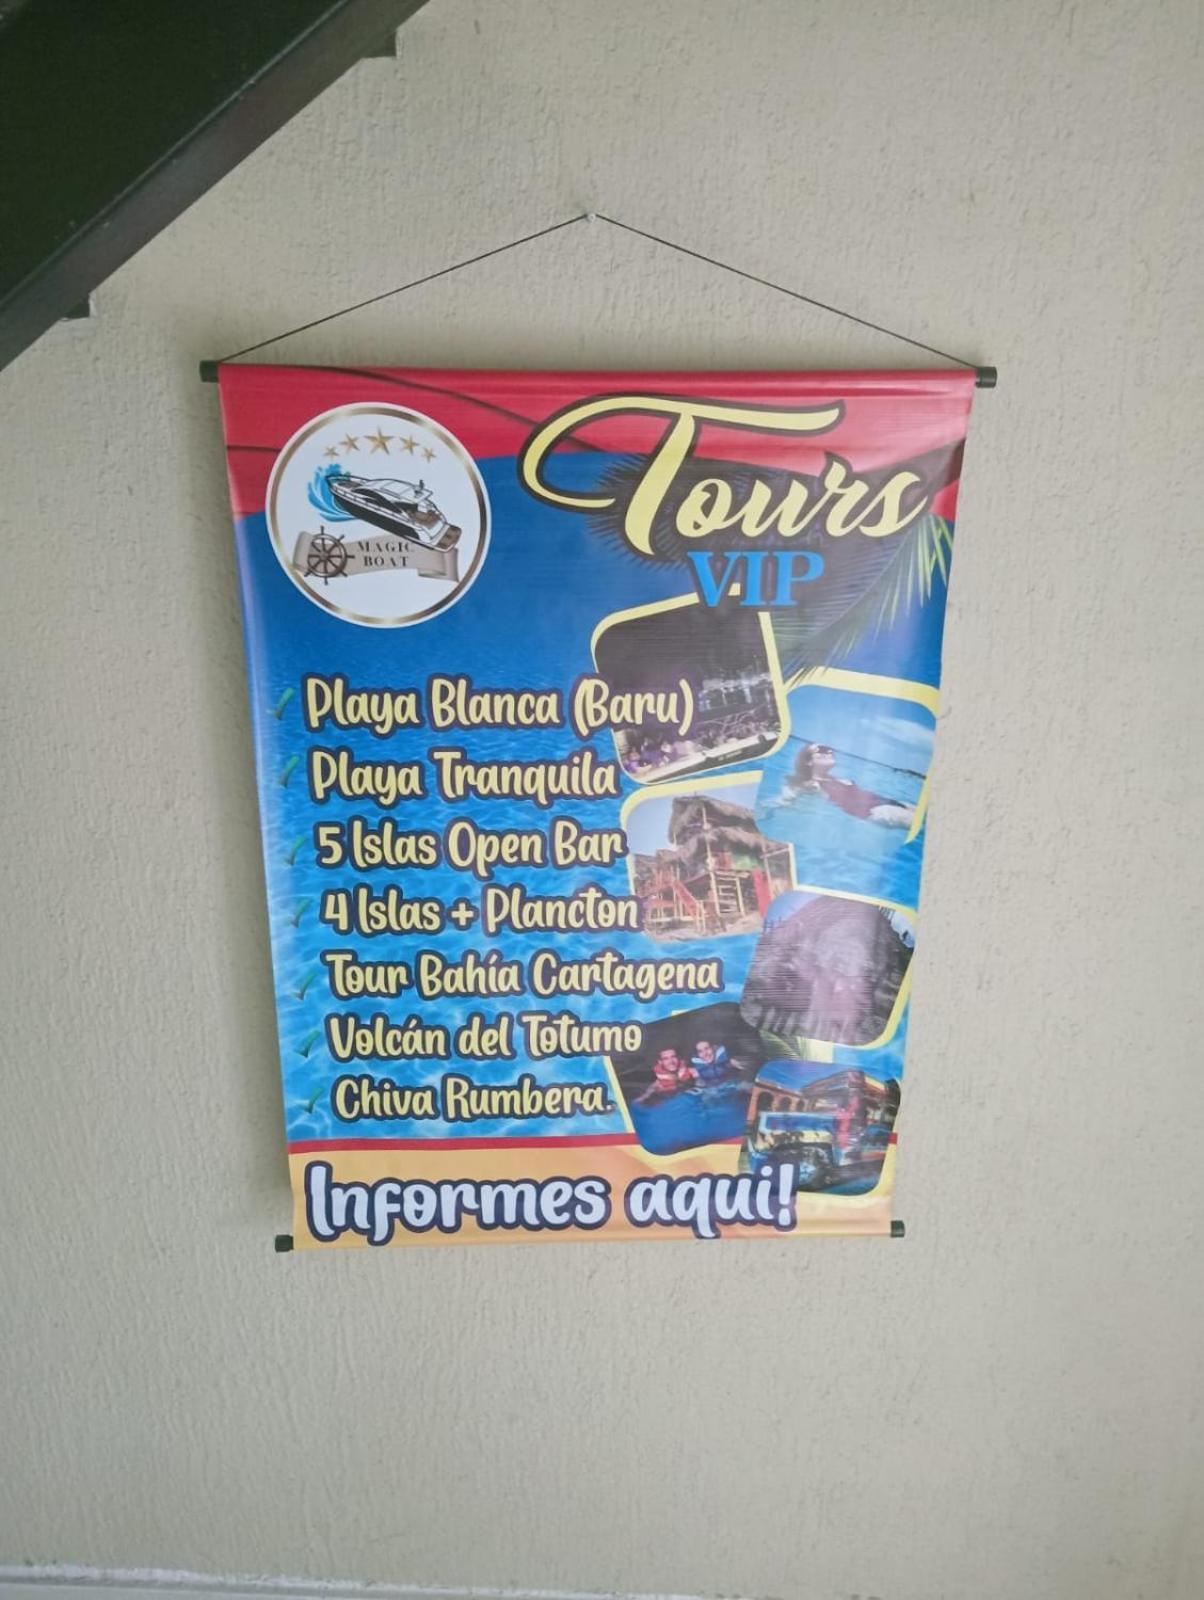 MAGIC
BOAT
Tours
VIP
Playa Blanca (Baru)
Playa Tranquila
5 Islas Open Bar
4 Islas + Plancton
Tour Bahía Cartagena
Volcán del Totumo
Chiva Rumbera.
Informes aqui!